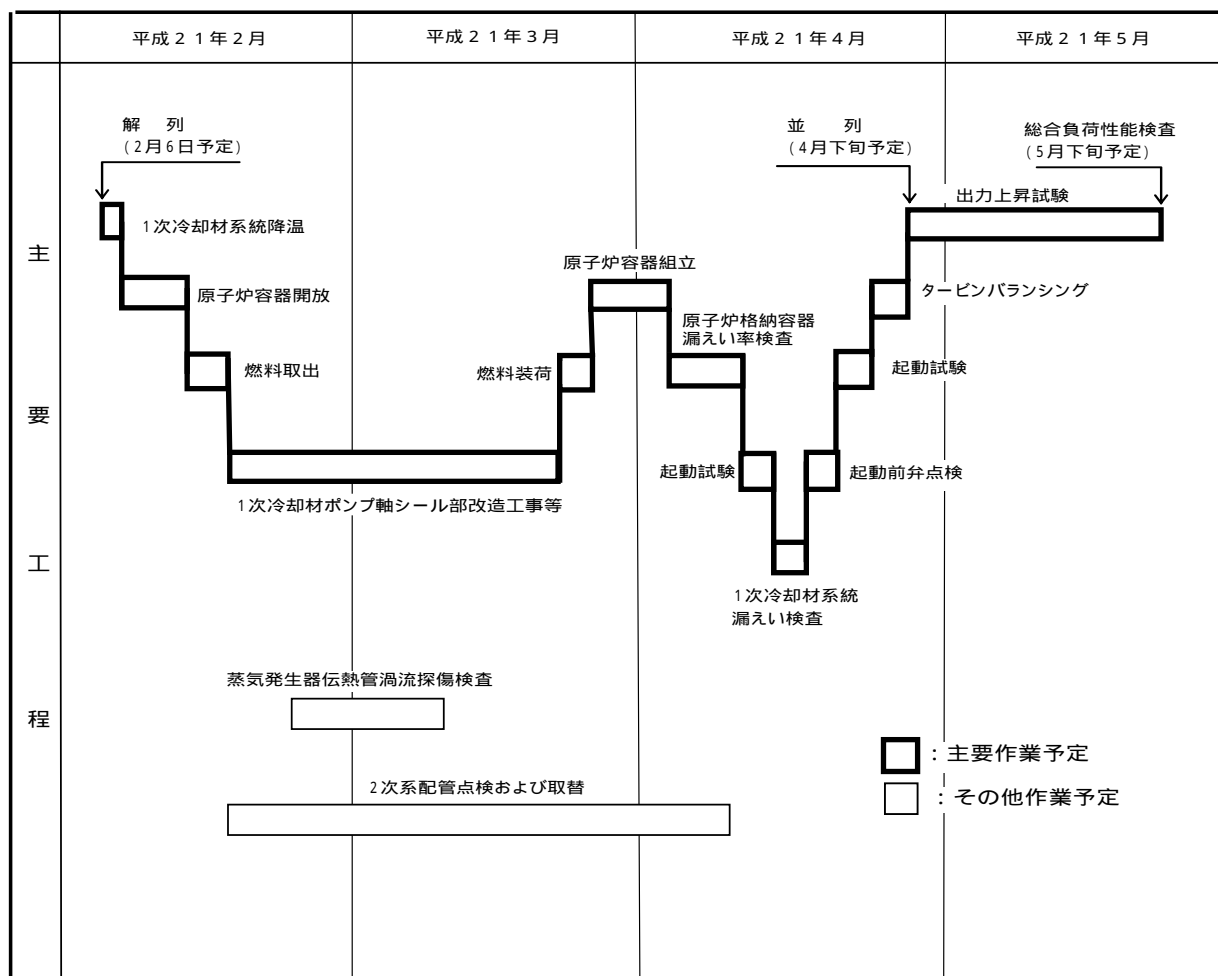 平成２１年２月
平成２１年３月
平成２１年４月
平成２１年５月
主要工程
解 列
(2月6日予定)
並 列
(4月下旬予定)
総合負荷性能検査
(5月下旬予定)
1次冷却材系統降温
出力上昇試験
原子炉容器開放
原子炉容器組立
タービンバランシング
原子炉格納容器
漏えい率検査
燃料取出
燃料装荷
起動試験
起動試験
起動前弁点検
1次冷却材ポンプ軸シール部改造工事等
1次冷却材系統
漏えい検査
蒸気発生器伝熱管渦流探傷検査
：主要作業予定
2次系配管点検および取替
：その他作業予定